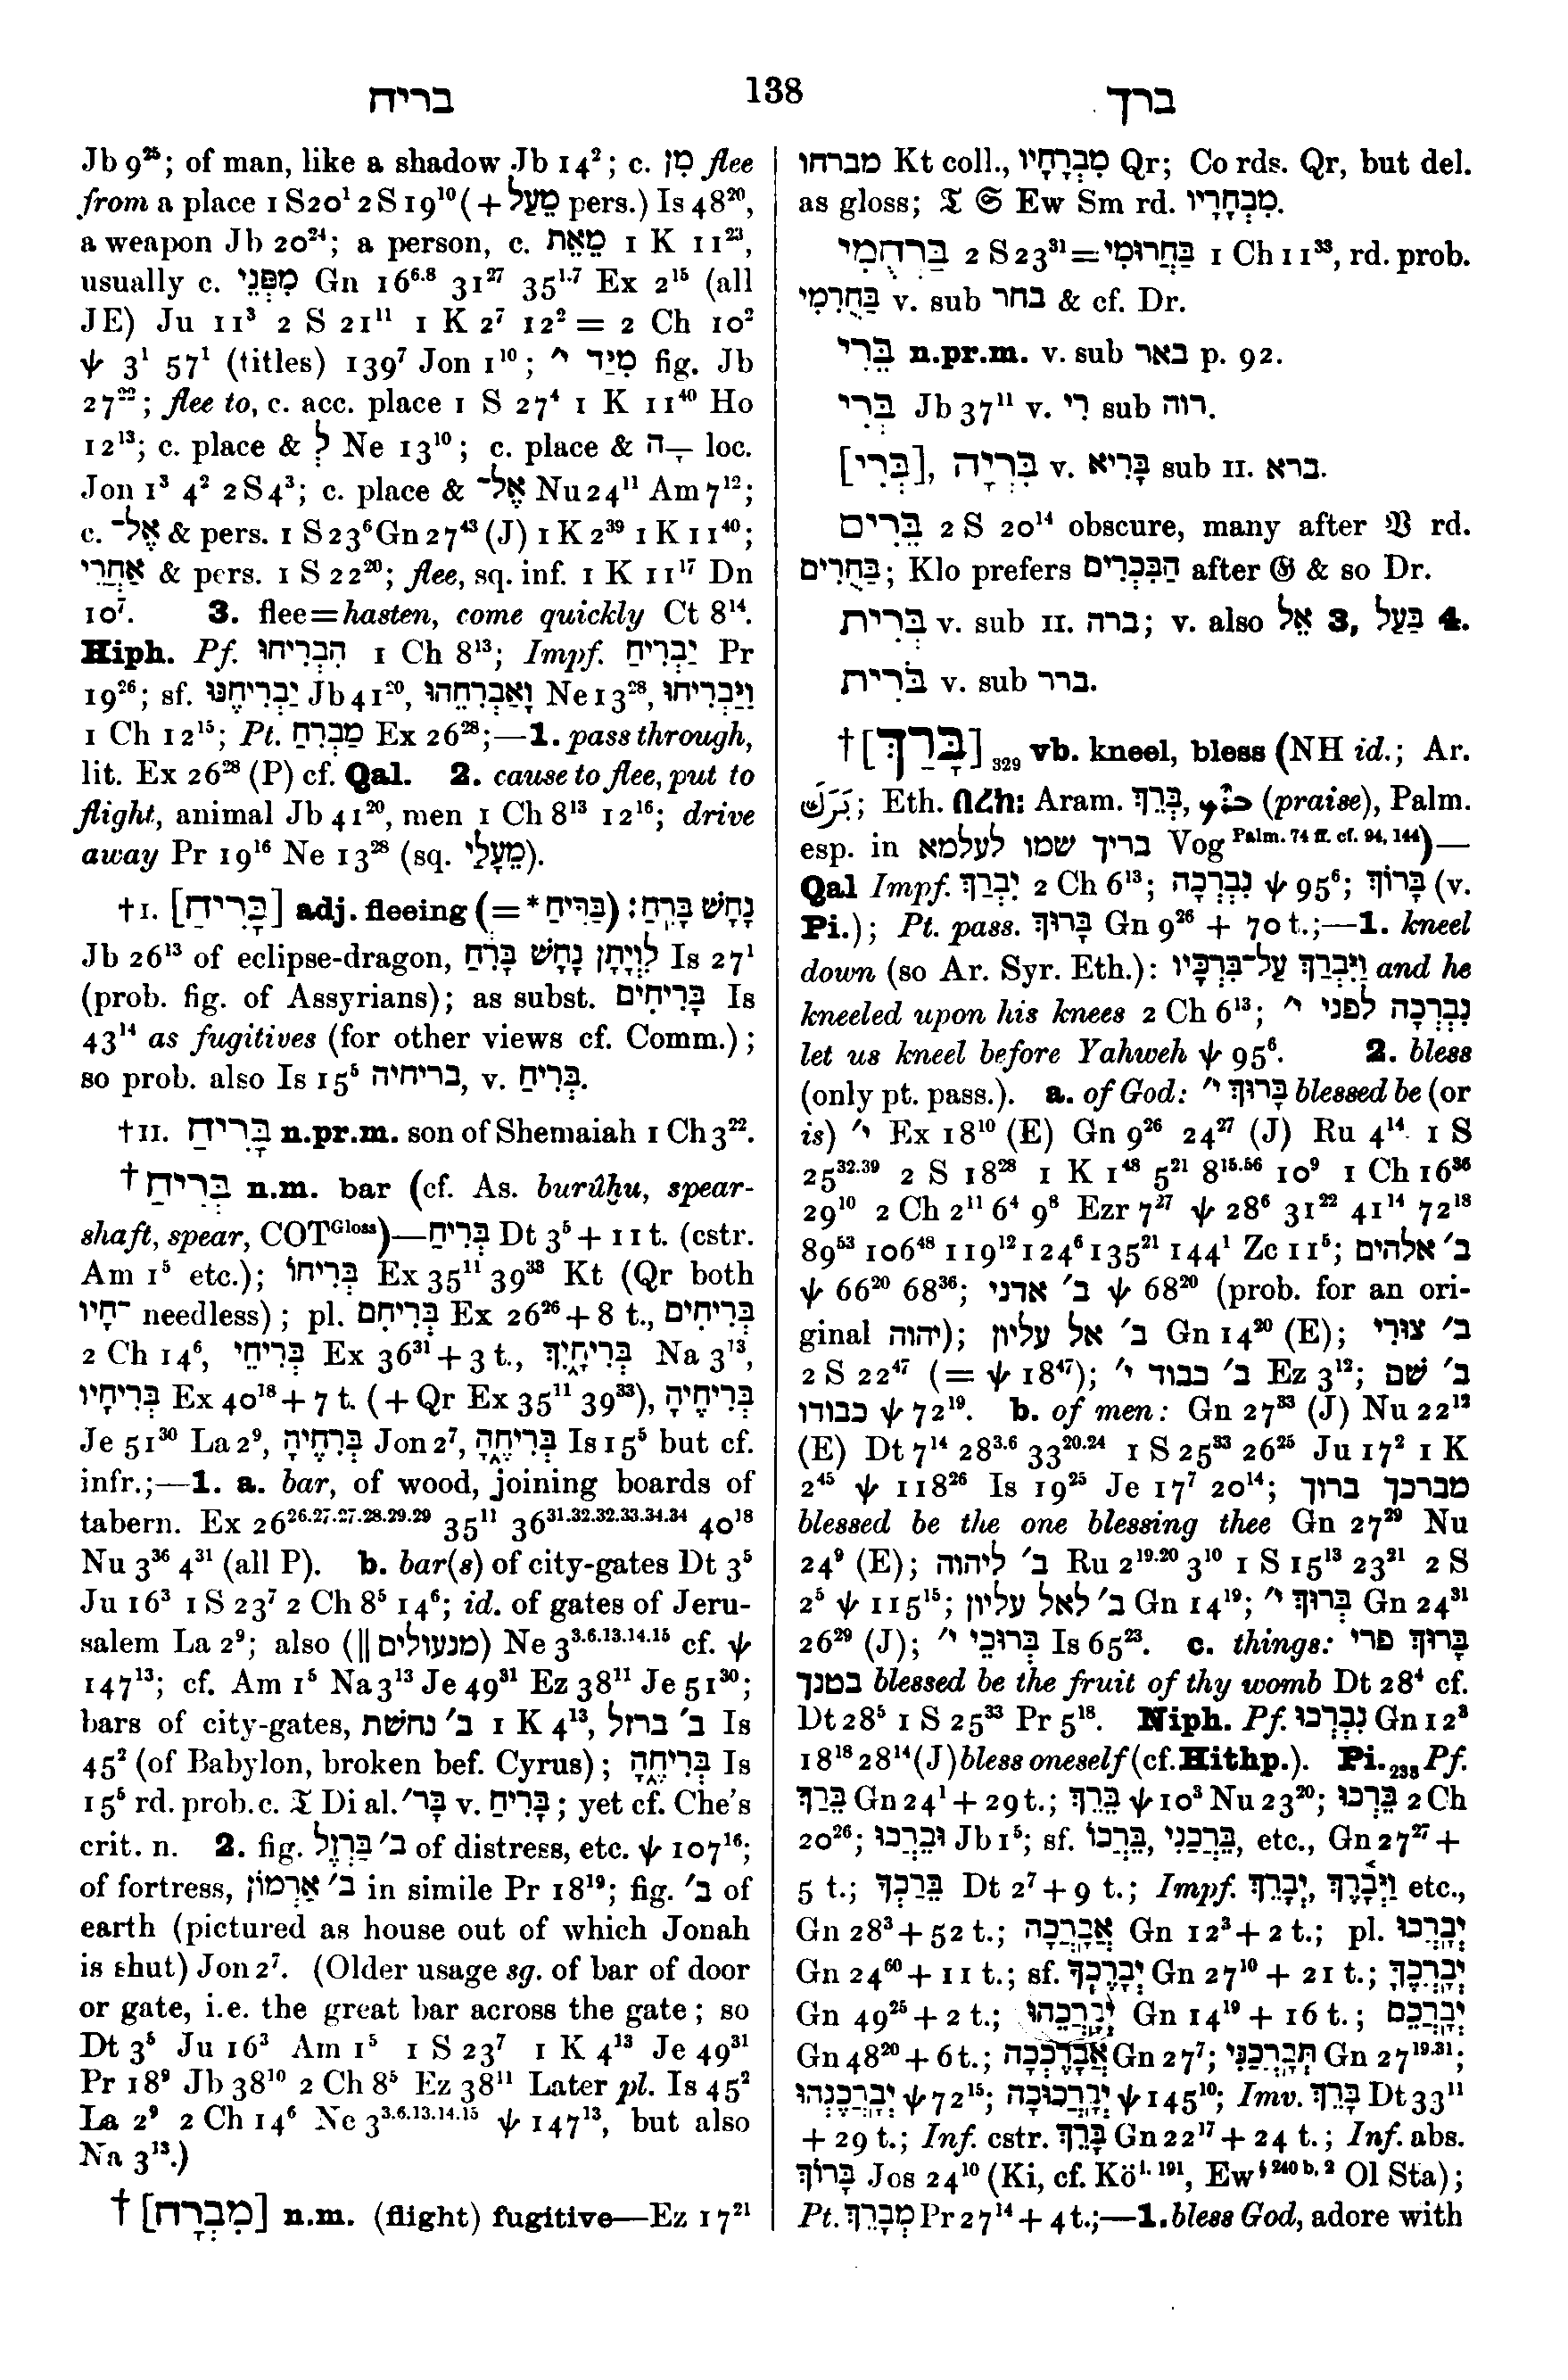 בריח 138 ברך
Jb 9²⁵; of man, like a shadow Jb 14²; c. מִן flee
from a place 1 S 20¹ 2 S 19¹⁰ (+ מֵעַל pers.) Is 48²⁰,
a weapon Jb 20²⁴; a person, c. מֵאֵת 1 K 11²³,
usually c. מִפְּנֵי Gn 16⁶·⁸ 31²⁷ 35¹·⁷ Ex 2¹⁵ (all
JE) Ju 11³ 2 S 21¹¹ 1 K 2⁷ 12² = 2 Ch 10²
ψ 3¹ 57¹ (titles) 139⁷ Jon 1¹⁰; מִיַּד י׳ fig. Jb
27²²; flee to, c. acc. place 1 S 27⁴ 1 K 11⁴⁰ Ho
12¹³; c. place & לְ Ne 13¹⁰; c. place & ־ָה loc.
Jon 1³ 4² 2 S 4³; c. place & אֶל־ Nu 24¹¹ Am 7¹²;
c. אֶל־ & pers. 1 S 23⁶ Gn 27⁴³ (J) 1 K 2³⁹ 1 K 11⁴⁰;
אַחֲרֵי & pers. 1 S 22²⁰; flee, sq. inf. 1 K 11¹⁷ Dn
10⁷. 3. flee = hasten, come quickly Ct 8¹⁴.
Hiph. Pf. הִבְרִיחוּ 1 Ch 8¹³; Impf. יַבְרִיחַ Pr
19²⁶; sf. יַבְרִיחֶנּוּ Jb 41²⁰, וָאַבְרִחֵהוּ Ne 13²⁸, וַיַּבְרִיחוּ
1 Ch 12¹⁵; Pt. מַבְרִחַ Ex 26²⁸;—1. pass through,
lit. Ex 26²⁸ (P) cf. Qal. 2. cause to flee, put to
flight, animal Jb 41²⁰, men 1 Ch 8¹³ 12¹⁶; drive
away Pr 19¹⁶ Ne 13²⁸ (sq. מֵעָלַי).
†I. [בָּרִיחַ] adj. fleeing (= *בַּרִּיחַ) נָחָשׁ בָּרִחַ:
Jb 26¹³ of eclipse-dragon, לִוְיָתָן נָחָשׁ בָּרִחַ Is 27¹
(prob. fig. of Assyrians); as subst. בָּרִיחִים Is
43¹⁴ as fugitives (for other views cf. Comm.);
so prob. also Is 15⁵ בריחיה, v. בְּרִיחַ.
†II. בָּרִיחַ n.pr.m. son of Shemaiah 1 Ch 3²².
†בְּרִיחַ n.m. bar (cf. As. burûḫu, spear-
shaft, spear, COT Gloss)—בְּרִיחַ Dt 3⁵ + 11 t. (cstr.
Am 1⁵ etc.); בְּרִיחוֹ Ex 35¹¹ 39³³ Kt (Qr both
־חָיו needless); pl. בְּרִיחִם Ex 26²⁶ + 8 t., בְּרִיחִים
2 Ch 14⁶, בְּרִיחֵי Ex 36³¹ + 3 t., בְּרִיחָיִךְ Na 3¹³,
בְּרִיחָיו Ex 40¹⁸ + 7 t. (+ Qr Ex 35¹¹ 39³³), בְּרִיחֶיהָ
Je 51³⁰ La 2⁹, בְּרִחֶיהָ Jon 2⁷, בְּרִיחֶהָ Is 15⁵ but cf.
infr.;—1. a. bar, of wood, joining boards of
tabern. Ex 26²⁶·²⁷·²⁷·²⁸·²⁹·²⁹ 35¹¹ 36³¹·³²·³²·³³·³⁴·³⁴ 40¹⁸
Nu 3³⁶ 4³¹ (all P). b. bar(s) of city-gates Dt 3⁵
Ju 16³ 1 S 23⁷ 2 Ch 8⁵ 14⁶; id. of gates of Jeru-
salem La 2⁹; also (‖ מנעולים) Ne 3³·⁶·¹³·¹⁴·¹⁵ cf. ψ
147¹³; cf. Am 1⁵ Na 3¹³ Je 49³¹ Ez 38¹¹ Je 51³⁰;
bars of city-gates, ב׳ נחשת 1 K 4¹³, ב׳ ברזל Is
45² (of Babylon, broken bef. Cyrus); בְּרִיחֶהָ Is
15⁵ rd. prob. c. 𝔗 Di al. בָּר׳ v. בָּרִיחַ; yet cf. Che's
crit. n. 2. fig. ב׳ בַּרְזֶל of distress, etc. ψ 107¹⁶;
of fortress, ב׳ אַרְמוֹן in simile Pr 18¹⁹; fig. ב׳ of
earth (pictured as house out of which Jonah
is shut) Jon 2⁷. (Older usage sg. of bar of door
or gate, i.e. the great bar across the gate; so
Dt 3⁵ Ju 16³ Am 1⁵ 1 S 23⁷ 1 K 4¹³ Je 49³¹
Pr 18⁹ Jb 38¹⁰ 2 Ch 8⁵ Ez 38¹¹ Later pl. Is 45²
La 2⁹ 2 Ch 14⁶ Ne 3³·⁶·¹³·¹⁴·¹⁵ ψ 147¹³, but also
Na 3¹³.)
†[מִבְרָח] n.m. (flight) fugitive—Ez 17²¹
מברחו Kt coll., מִבְרָחָיו Qr; Co rds. Qr, but del.
as gloss; 𝔗 𝔖 Ew Sm rd. מִבְחָרָיו.
בַּרְחֻמִי 2 S 23³¹ = בַּחֲרוּמִי 1 Ch 11³³, rd. prob.
בַּחֻרִמִי v. sub בחר & cf. Dr.
בֵּרִי n.pr.m. v. sub באר p. 92.
בְּרִי Jb 37¹¹ v. רִי sub רוה.
[בְּרִי], בִּרְיָה v. בָּרִיא sub II. ברא.
בֵּרִים 2 S 20¹⁴ obscure, many after 𝔙 rd.
בַּחֻרִים; Klo prefers הַבִּכְרִים after 𝔊 & so Dr.
בְּרִית v. sub II. ברה; v. also אֵל 3, בַּעַל 4.
בֹּרִית v. sub ברר.
†[בָּרַךְ] 329 vb. kneel, bless (NH id.; Ar.
بَرَكَ; Eth. ባረከ፡ Aram. בְּרַךְ, ܒܪܟ (praise), Palm.
esp. in בריך שמו לעלמא Vog Palm. 74 ff. cf. 94, 144)—
Qal Impf. יִבְרַךְ 2 Ch 6¹³; נִבְרְכָה ψ 95⁶; בָּרוֹךְ (v.
Pi.); Pt. pass. בָּרוּךְ Gn 9²⁶ + 70 t.;—1. kneel
down (so Ar. Syr. Eth.): וַיִּבְרַךְ עַל־בִּרְכָּיו and he
kneeled upon his knees 2 Ch 6¹³; נִבְרְכָה לפני י׳
let us kneel before Yahweh ψ 95⁶. 2. bless
(only pt. pass.). a. of God: בָּרוּךְ י׳ blessed be (or
is) י׳ Ex 18¹⁰ (E) Gn 9²⁶ 24²⁷ (J) Ru 4¹⁴ 1 S
25³²·³⁹ 2 S 18²⁸ 1 K 1⁴⁸ 5²¹ 8¹⁵·⁵⁶ 10⁹ 1 Ch 16³⁶
29¹⁰ 2 Ch 2¹¹ 6⁴ 9⁸ Ezr 7²⁷ ψ 28⁶ 31²² 41¹⁴ 72¹⁸
89⁵³ 106⁴⁸ 119¹² 124⁶ 135²¹ 144¹ Zc 11⁵; ב׳ אלהים
ψ 66²⁰ 68³⁶; ב׳ אדני ψ 68²⁰ (prob. for an ori-
ginal יהוה); ב׳ אל עליון Gn 14²⁰ (E); ב׳ צוּרִי
2 S 22⁴⁷ (= ψ 18⁴⁷); ב׳ כבוד י׳ Ez 3¹²; ב׳ שֵׁם
כבודו ψ 72¹⁹. b. of men: Gn 27³³ (J) Nu 22¹²
(E) Dt 7¹⁴ 28³·⁶ 33²⁰·²⁴ 1 S 25³³ 26²⁵ Ju 17² 1 K
2⁴⁵ ψ 118²⁶ Is 19²⁵ Je 17⁷ 20¹⁴; מברכך ברוך
blessed be the one blessing thee Gn 27²⁹ Nu
24⁹ (E); ב׳ ליהוה Ru 2¹⁹·²⁰ 3¹⁰ 1 S 15¹³ 23²¹ 2 S
2⁵ ψ 115¹⁵; ב׳ לאל עליון Gn 14¹⁹; בְּרוּךְ י׳ Gn 24³¹
26²⁹ (J); בְּרוּכֵי י׳ Is 65²³. c. things: בָּרוּךְ פרי
בטנך blessed be the fruit of thy womb Dt 28⁴ cf.
Dt 28⁵ 1 S 25³³ Pr 5¹⁸. Niph. Pf. נִבְרְכוּ Gn 12³
18¹⁸ 28¹⁴ (J) bless oneself (cf. Hithp.). Pi.₂₃₃ Pf.
בֵּרַךְ Gn 24¹ + 29 t.; בֵּרֵךְ ψ 10³ Nu 23²⁰; בֵּרְכוּ 2 Ch
20²⁶; וּבֵרֲכוּ Jb 1⁵; sf. בֵּרֲכַנִי, בֵּרֲכוֹ, etc., Gn 27²⁷ +
5 t.; בֵּרַכְךָ Dt 2⁷ + 9 t.; Impf. יְבָרֵךְ, וַיְבָרֶךְ etc.,
Gn 28³ + 52 t.; אֲבָרֲכָה Gn 12³ + 2 t.; pl. יְבָרְכוּ
Gn 24⁶⁰ + 11 t.; sf. יְבָרֶכְךָ Gn 27¹⁰ + 21 t.; יְבָרֲכֶךָּ
Gn 49²⁵ + 2 t.; יְבָרֲכֵהוּ Gn 14¹⁹ + 16 t.; יְבָרֲכֵם
Gn 48²⁰ + 6 t.; אֲבָרֶכְכָה Gn 27⁷; תְּבָרֲכַנִּי Gn 27¹⁹·³¹;
יְבָרֲכֶנְהוּ ψ 72¹⁵; יְבָרֲכוּכָה ψ 145¹⁰; Imv. בָּרֵךְ Dt 33¹¹
+ 29 t.; Inf. cstr. בָּרֵךְ Gn 22¹⁷ + 24 t.; Inf. abs.
בָּרוֹךְ Jos 24¹⁰ (Ki, cf. Kö I. 191, Ew § 240 b. 2 Ol Sta);
Pt. מְבָרֵךְ Pr 27¹⁴ + 4 t.;—1. bless God, adore with